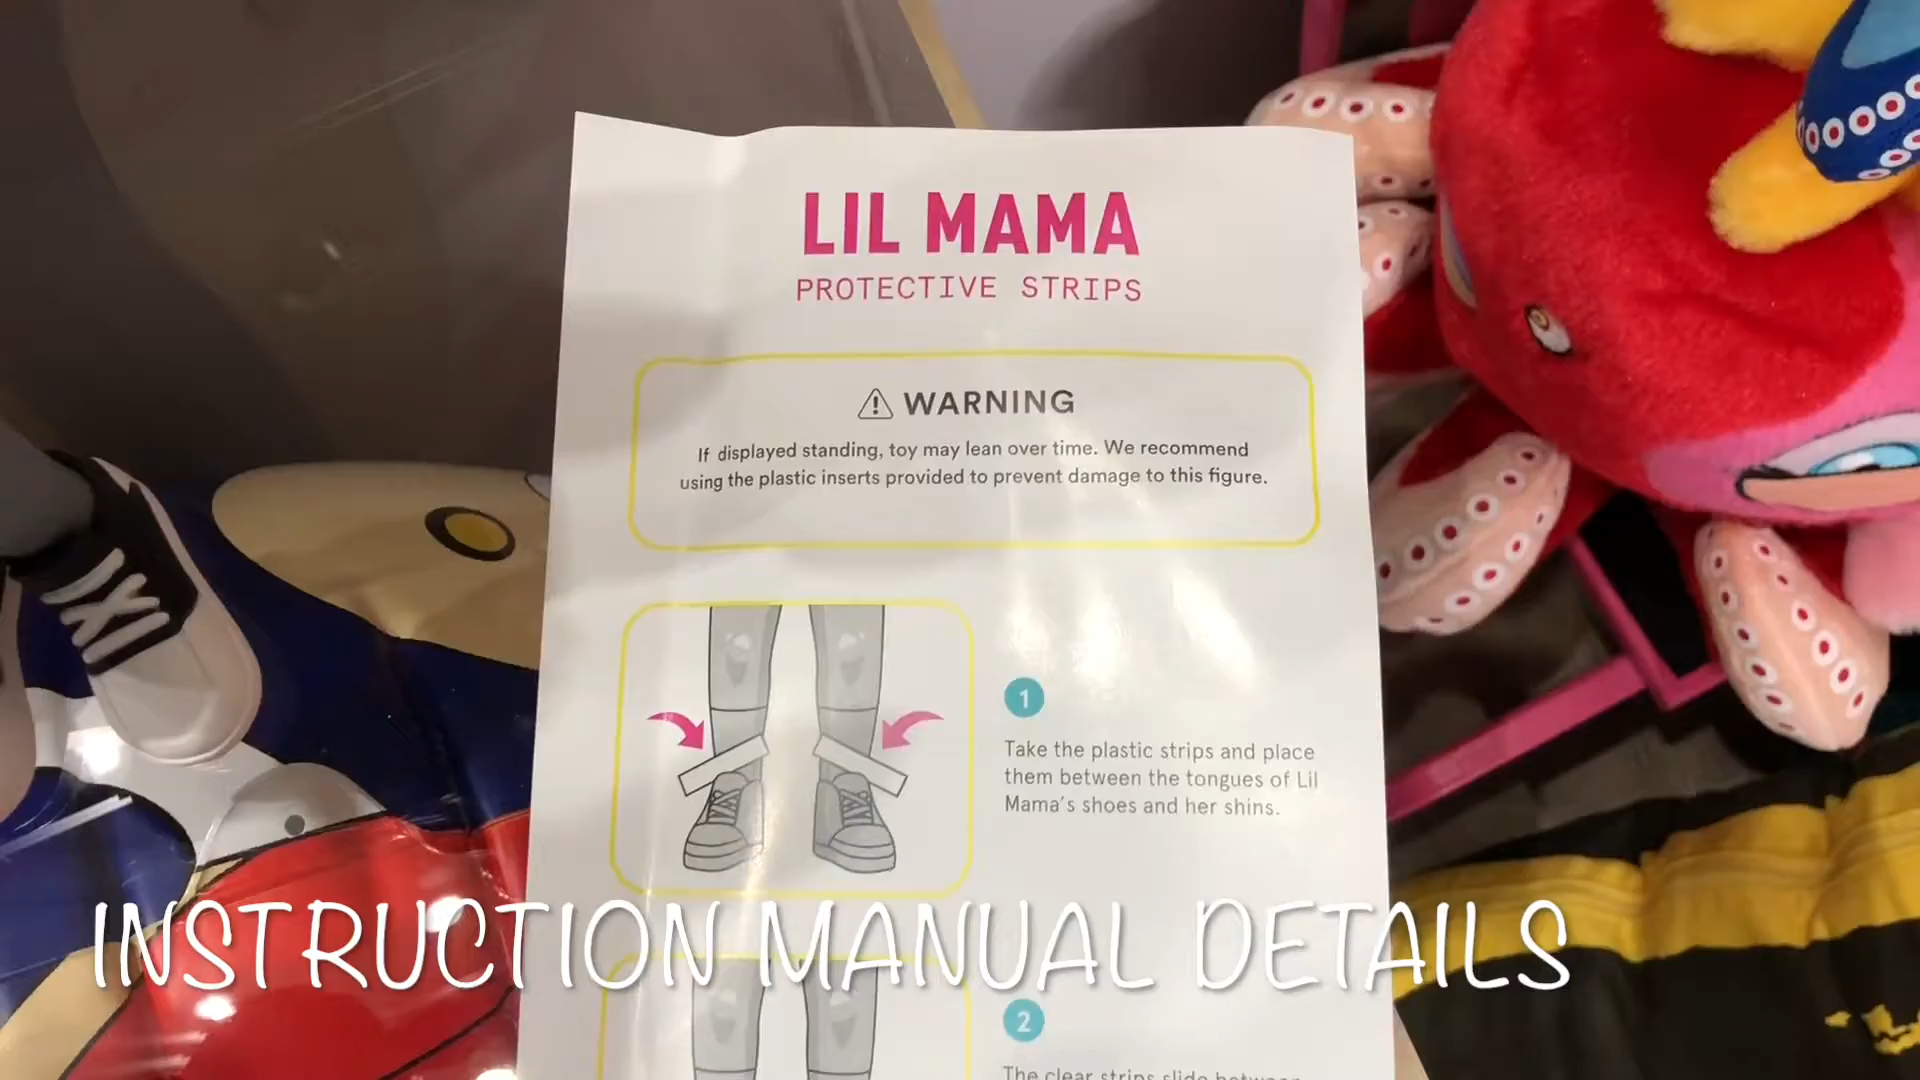 LIL MAMA
PROTECTIVE STRIPS
WARNING
If displayed standing, toy may lean over time. We recommend
using the plastic inserts provided to prevent damage to this figure.
1
Take the plastic strips and place
them between the tongues of Lil
Mama's shoes and her shins.
INSTRUCTION MANUAL DETAILS
2
The clear strips slide between